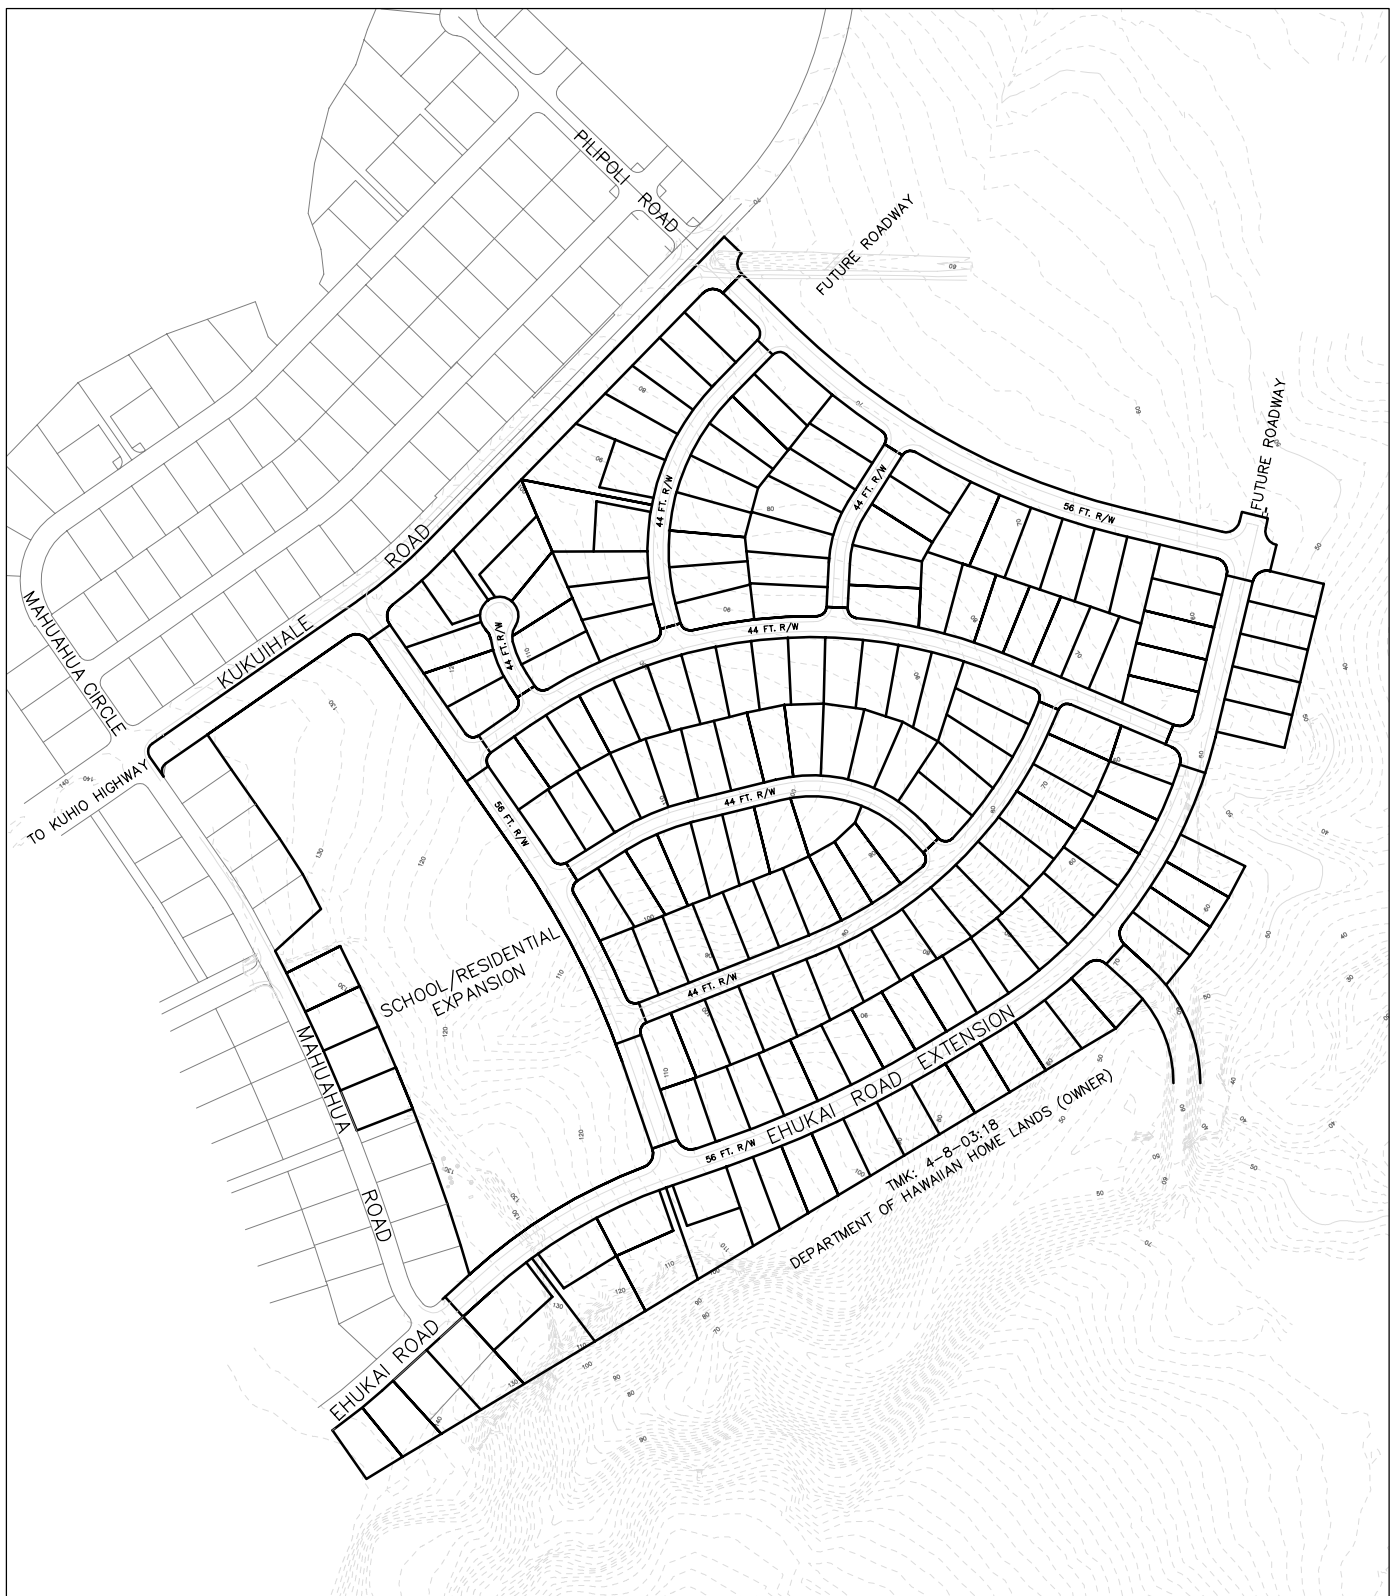 PILIPOLI ROAD
FUTURE ROADWAY
FUTURE ROADWAY
44 FT. R/W
44 FT. R/W
56 FT. R/W
KUKUIHALE ROAD
MAHUAHUA CIRCLE
44 FT. R/W
44 FT. R/W
TO KUHIO HIGHWAY
56 FT. R/W
44 FT. R/W
SCHOOL/RESIDENTIAL
EXPANSION
44 FT. R/W
MAHUAHUA ROAD
56 FT. R/W
EHUKAI ROAD EXTENSION
TMK: 4-8-03:18
DEPARTMENT OF HAWAIIAN HOME LANDS (OWNER)
EHUKAI ROAD